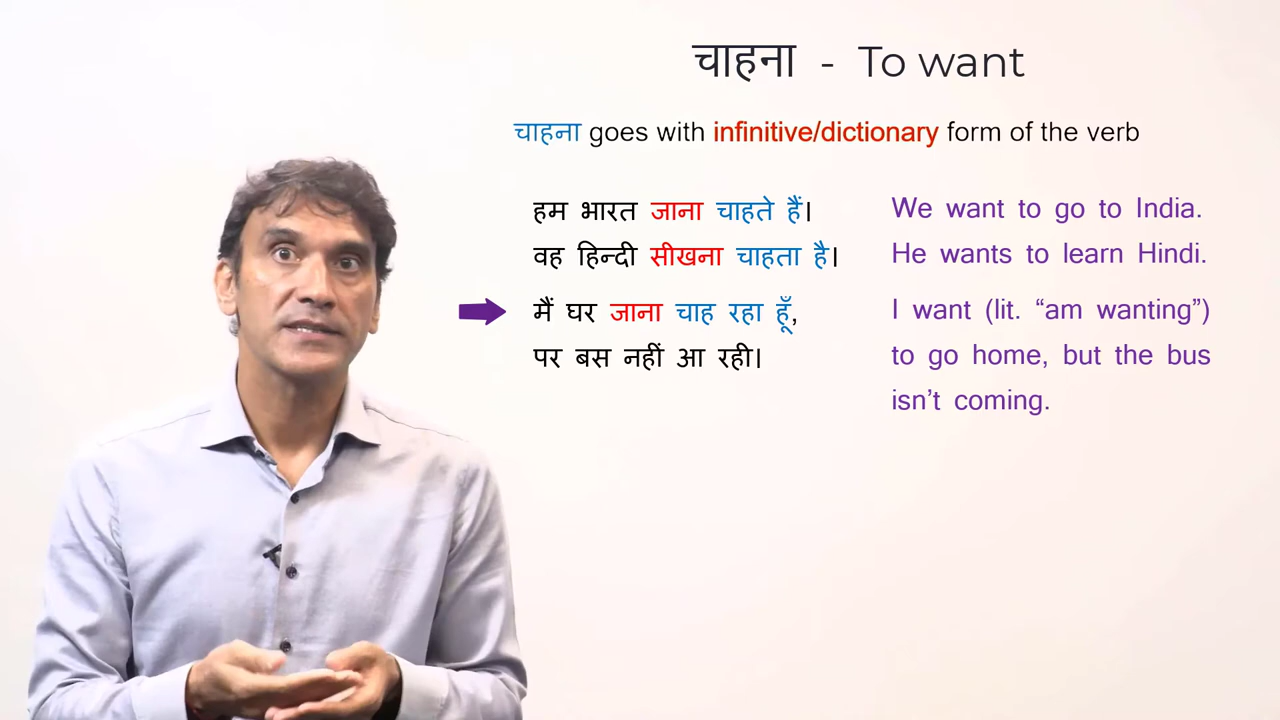 चाहना - To want
चाहना goes with infinitive/dictionary form of the verb
हम भारत जाना चाहते हैं।
We want to go to India.
वह हिन्दी सीखना चाहता है।
He wants to learn Hindi.
मैं घर जाना चाह रहा हूँ,
पर बस नहीं आ रही।
I want (lit. “am wanting”)
to go home, but the bus
isn’t coming.